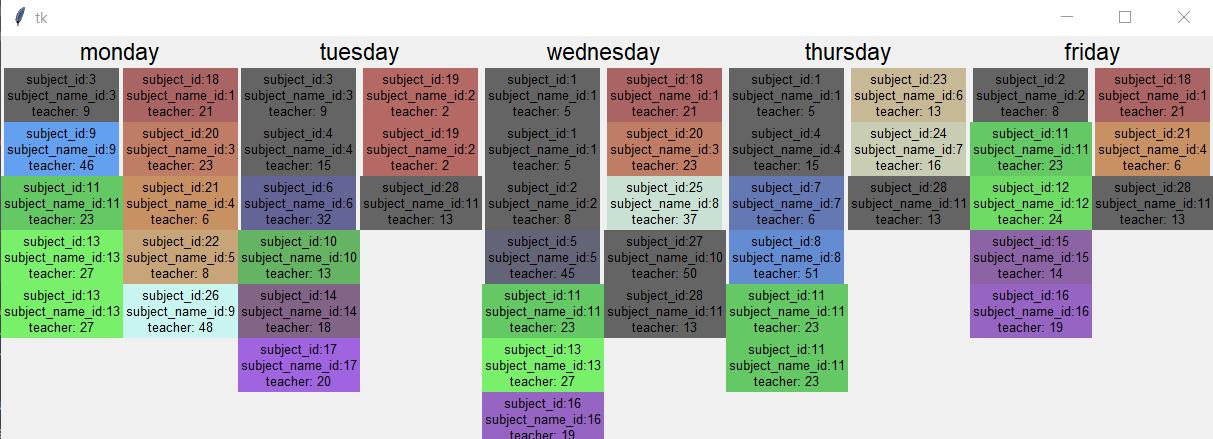 tk
monday tuesday wednesday thursday friday
subject_id:3 subject_id:18 subject_id:3 subject_id:19 subject_id:1 subject_id:18 subject_id:1 subject_id:23 subject_id:2 subject_id:18
subject_name_id:3 subject_name_id:1 subject_name_id:3 subject_name_id:2 subject_name_id:1 subject_name_id:1 subject_name_id:1 subject_name_id:6 subject_name_id:2 subject_name_id:1
teacher: 9 teacher: 21 teacher: 9 teacher: 2 teacher: 5 teacher: 21 teacher: 5 teacher: 13 teacher: 8 teacher: 21
subject_id:9 subject_id:20 subject_id:4 subject_id:19 subject_id:1 subject_id:20 subject_id:4 subject_id:24 subject_id:11 subject_id:21
subject_name_id:9 subject_name_id:3 subject_name_id:4 subject_name_id:2 subject_name_id:1 subject_name_id:3 subject_name_id:4 subject_name_id:7 subject_name_id:11 subject_name_id:4
teacher: 46 teacher: 23 teacher: 15 teacher: 2 teacher: 5 teacher: 23 teacher: 15 teacher: 16 teacher: 23 teacher: 6
subject_id:11 subject_id:21 subject_id:6 subject_id:28 subject_id:2 subject_id:25 subject_id:7 subject_id:28 subject_id:12 subject_id:28
subject_name_id:11 subject_name_id:4 subject_name_id:6 subject_name_id:11 subject_name_id:2 subject_name_id:8 subject_name_id:7 subject_name_id:11 subject_name_id:12 subject_name_id:11
teacher: 23 teacher: 6 teacher: 32 teacher: 13 teacher: 8 teacher: 37 teacher: 6 teacher: 13 teacher: 24 teacher: 13
subject_id:13 subject_id:22 subject_id:10 subject_id:5 subject_id:27 subject_id:8 subject_id:15
subject_name_id:13 subject_name_id:5 subject_name_id:10 subject_name_id:5 subject_name_id:10 subject_name_id:8 subject_name_id:15
teacher: 27 teacher: 8 teacher: 13 teacher: 45 teacher: 50 teacher: 51 teacher: 14
subject_id:13 subject_id:26 subject_id:14 subject_id:11 subject_id:28 subject_id:11 subject_id:16
subject_name_id:13 subject_name_id:9 subject_name_id:14 subject_name_id:11 subject_name_id:11 subject_name_id:11 subject_name_id:16
teacher: 27 teacher: 48 teacher: 18 teacher: 23 teacher: 13 teacher: 23 teacher: 19
subject_id:17 subject_id:13 subject_id:11
subject_name_id:17 subject_name_id:13 subject_name_id:11
teacher: 20 teacher: 27 teacher: 23
subject_id:16
subject_name_id:16
teacher: 19